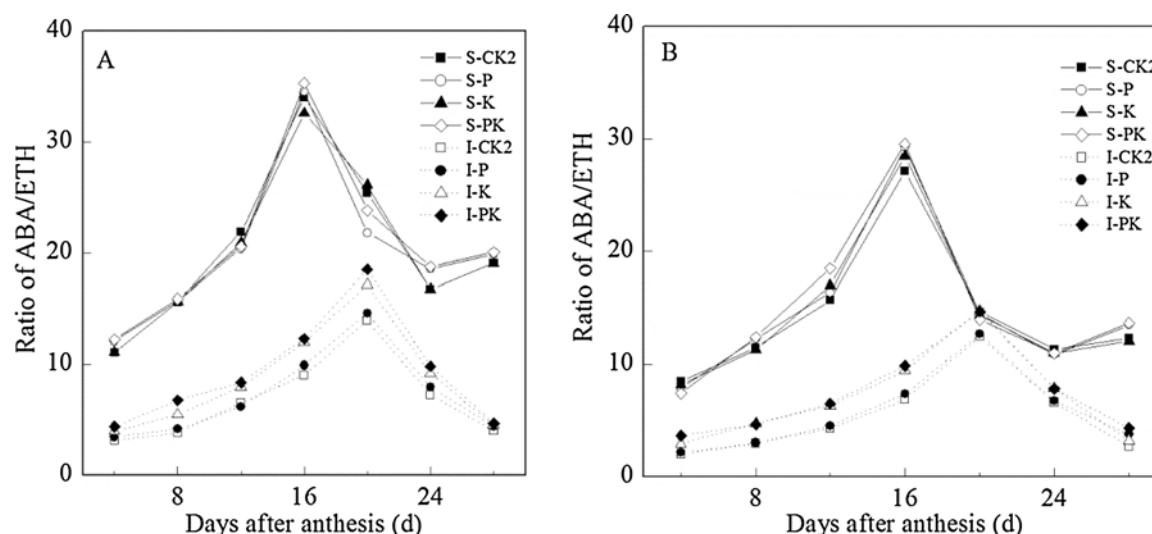 A
40
30
20
10
0
Ratio of ABA/ETH
8
16
24
Days after anthesis (d)
S-CK2
S-P
S-K
S-PK
I-CK2
I-P
I-K
I-PK
B
40
30
20
10
0
Ratio of ABA/ETH
8
16
24
Days after anthesis (d)
S-CK2
S-P
S-K
S-PK
I-CK2
I-P
I-K
I-PK